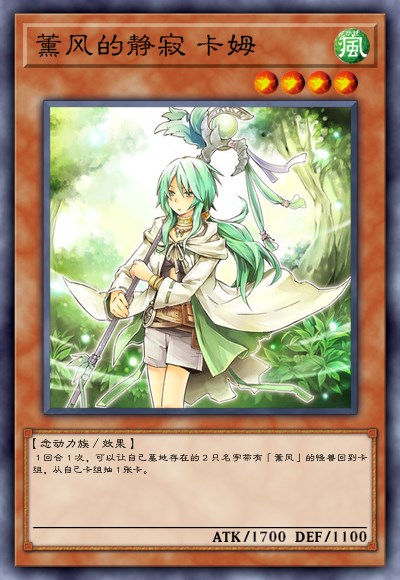 薰风的静寂 卡姆
風
【念动力族／效果】
1回合1次，可以让自己墓地存在的2只名字带有「薰风」的怪兽回到卡
组，从自己卡组抽1张卡。
ATK/1700 DEF/1100